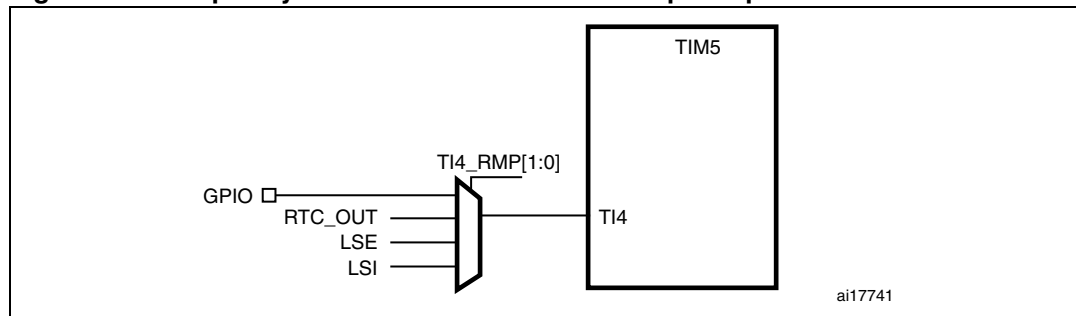 TIM5
TI4_RMP[1:0]
GPIO
RTC_OUT
TI4
LSE
LSI
ai17741